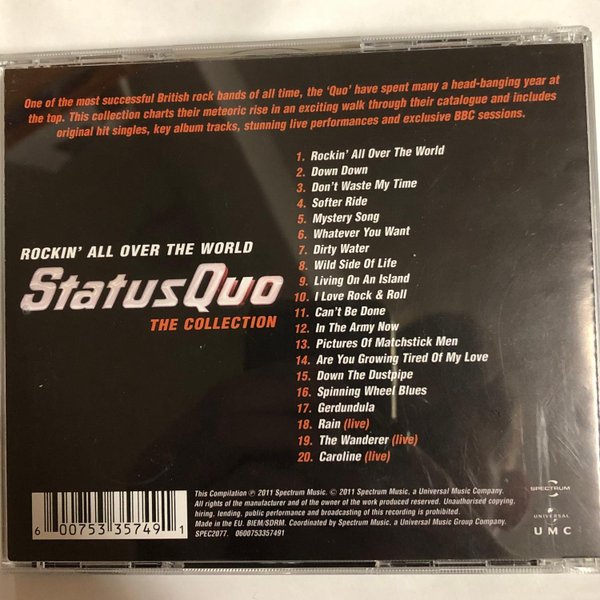 One of the most successful British rock bands of all time, the 'Quo' have spent many a head-banging year at
the top. This collection charts their meteoric rise in an exciting walk through their catalogue and includes
original hit singles, key album tracks, stunning live performances and exclusive BBC sessions.
ROCKIN' ALL OVER THE WORLD
StatusQuo
THE COLLECTION
1. Rockin' All Over The World
2. Down Down
3. Don't Waste My Time
4. Softer Ride
5. Mystery Song
6. Whatever You Want
7. Dirty Water
8. Wild Side Of Life
9. Living On An Island
10. I Love Rock & Roll
11. Can't Be Done
12. In The Army Now
13. Pictures Of Matchstick Men
14. Are You Growing Tired Of My Love
15. Down The Dustpipe
16. Spinning Wheel Blues
17. Gerdundula
18. Rain (live)
19. The Wanderer (live)
20. Caroline (live)
6 00753 35749 1
This Compilation ℗ 2011 Spectrum Music. © 2011 Spectrum Music, a Universal Music Company.
All rights of the manufacturer and of the owner of the work produced reserved. Unauthorised copying,
hiring, lending, public performance and broadcasting of this recording is prohibited.
Made in the EU. BIEM/SDRM. Coordinated by Spectrum Music. a Universal Music Group Company.
SPEC2077. 0600753357491
SPECTRUM
UNIVERSAL
UMC